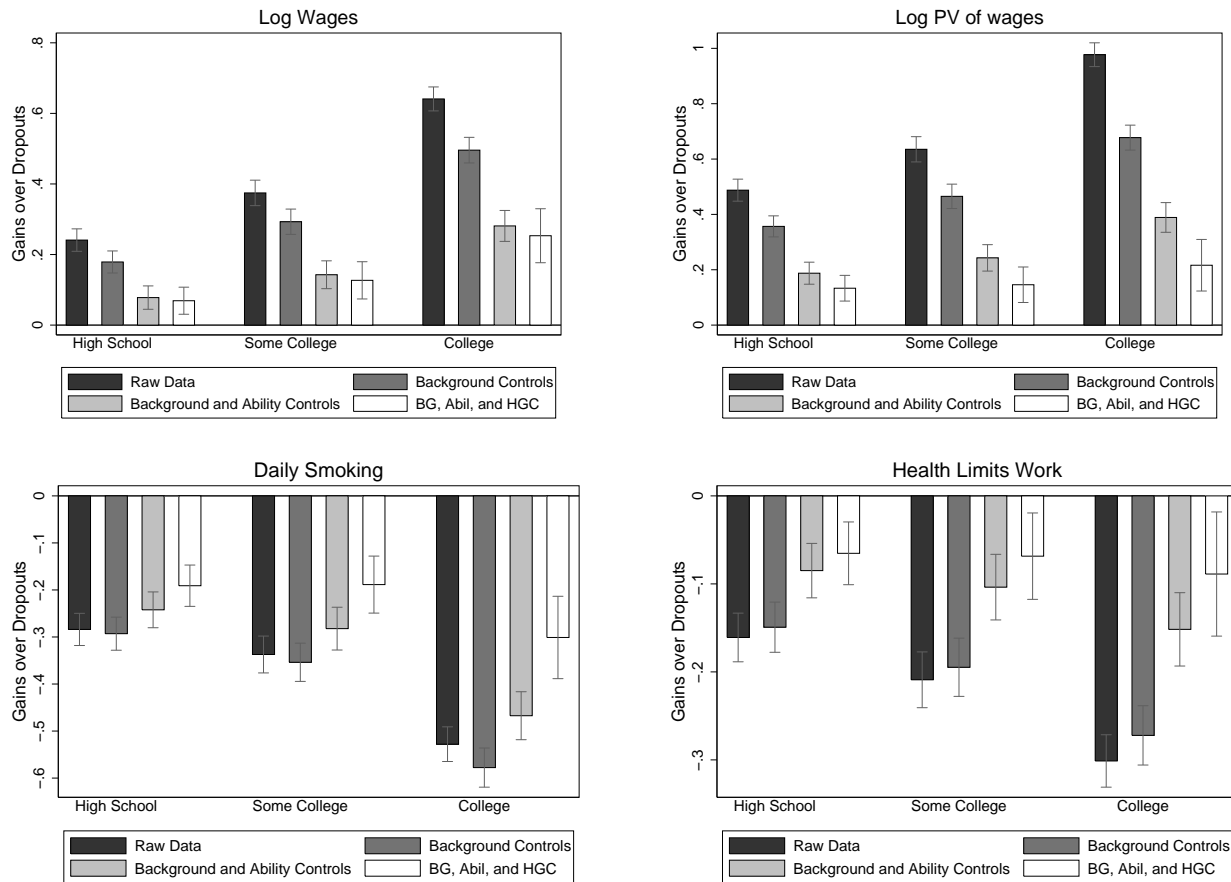 Log Wages
Gains over Dropouts
.8
.6
.4
.2
0
High School Some College College
Raw Data Background Controls
Background and Ability Controls BG, Abil, and HGC
Log PV of wages
Gains over Dropouts
1
.8
.6
.4
.2
0
High School Some College College
Raw Data Background Controls
Background and Ability Controls BG, Abil, and HGC
Daily Smoking
Gains over Dropouts
0
−.1
−.2
−.3
−.4
−.5
−.6
High School Some College College
Raw Data Background Controls
Background and Ability Controls BG, Abil, and HGC
Health Limits Work
Gains over Dropouts
0
−.1
−.2
−.3
High School Some College College
Raw Data Background Controls
Background and Ability Controls BG, Abil, and HGC